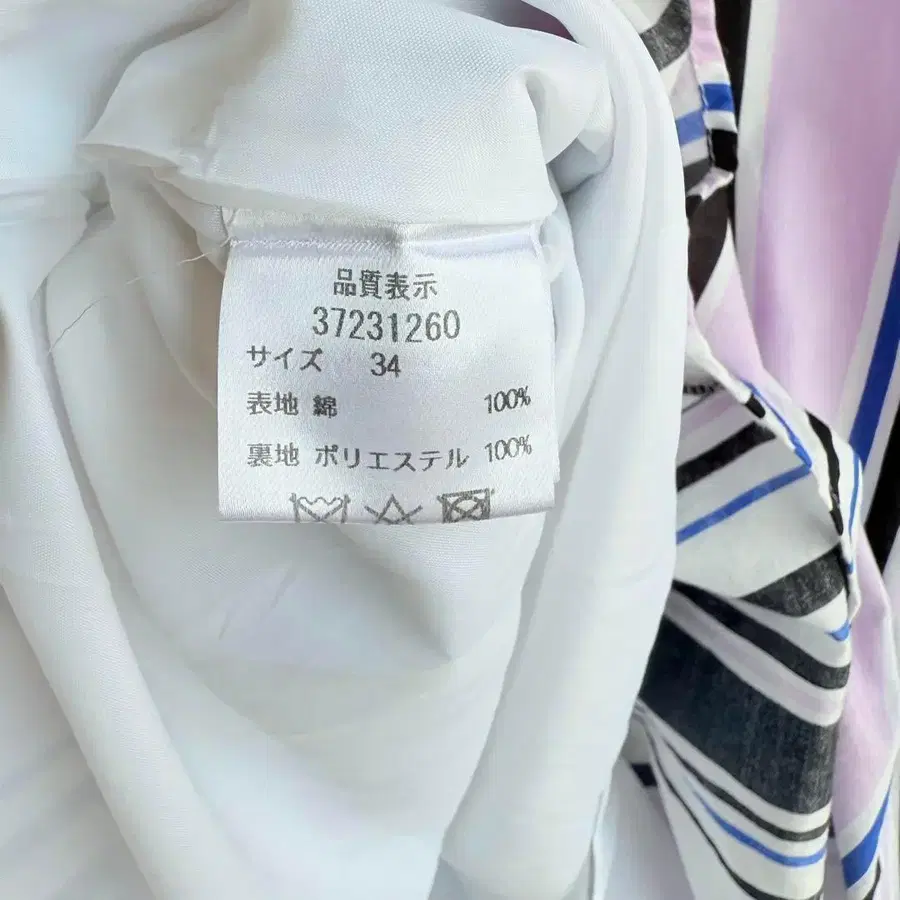 品質表示
37231260
サイズ 34
表地 綿 100%
裏地 ポリエステル 100%